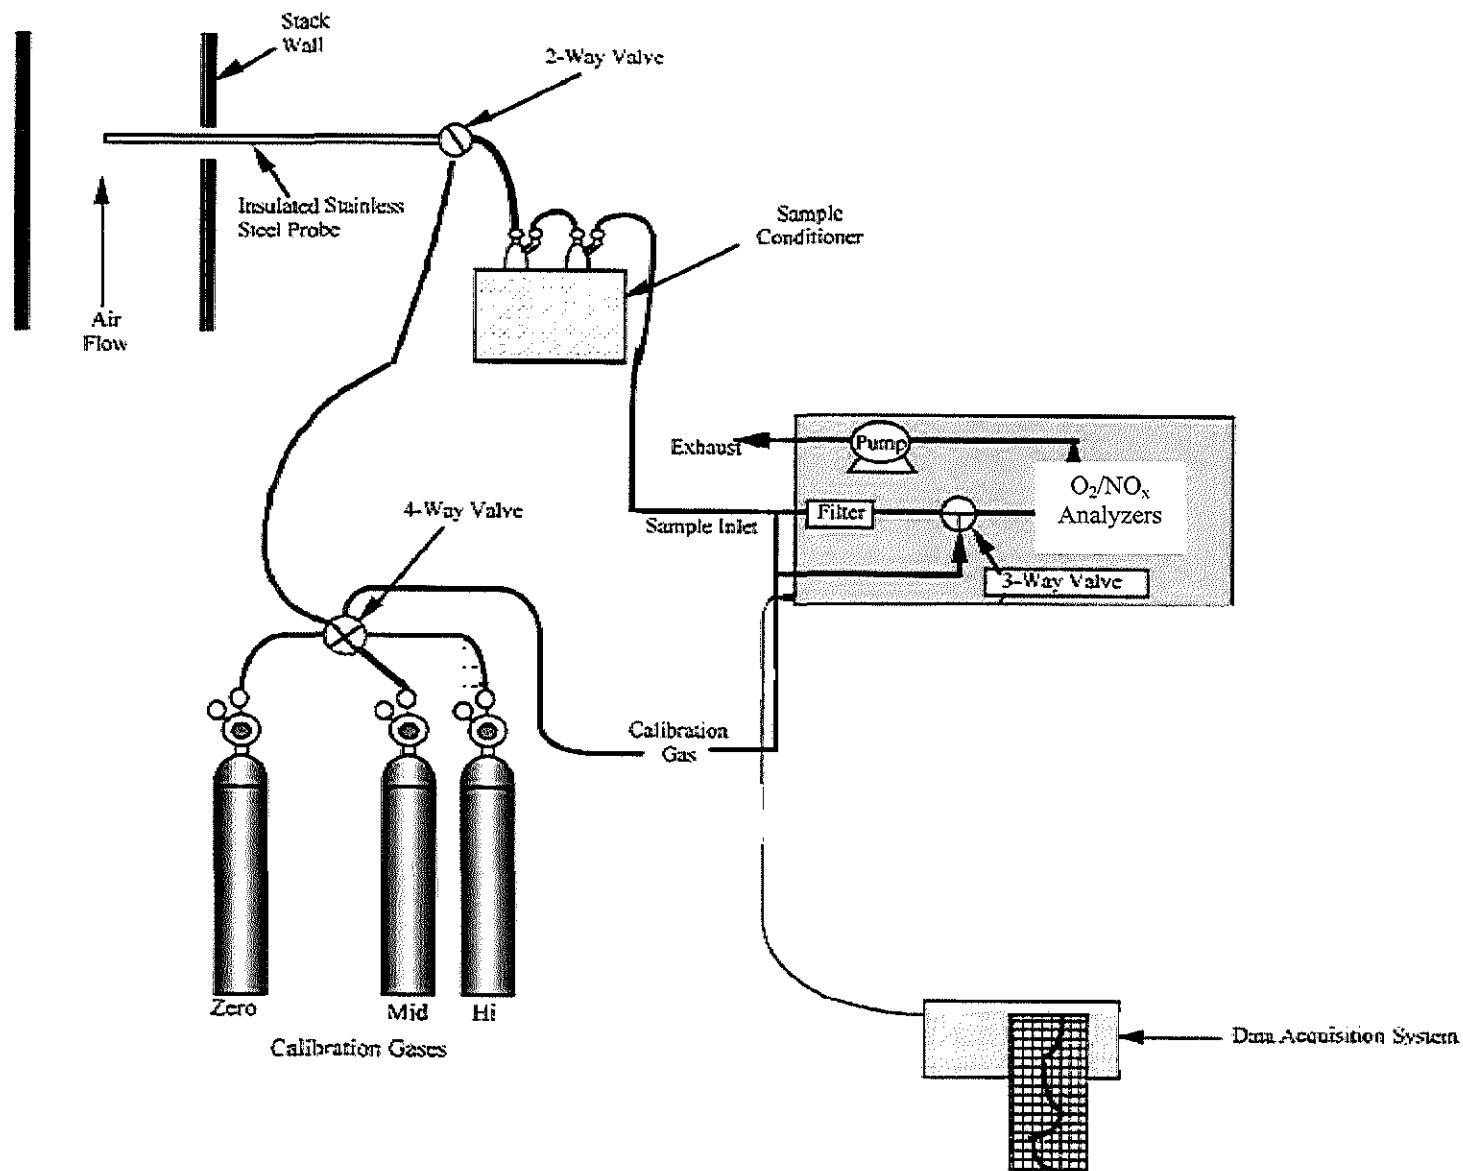 Stack
Wall
2-Way Valve
Insulated Stainless
Steel Probe
Sample
Conditioner
Air
Flow
Exhaust
Pump
O₂/NOₓ
Analyzers
4-Way Valve
Filter
Sample Inlet
3-Way Valve
Calibration
Gas
Zero
Mid
Hi
Calibration Gases
Data Acquisition System